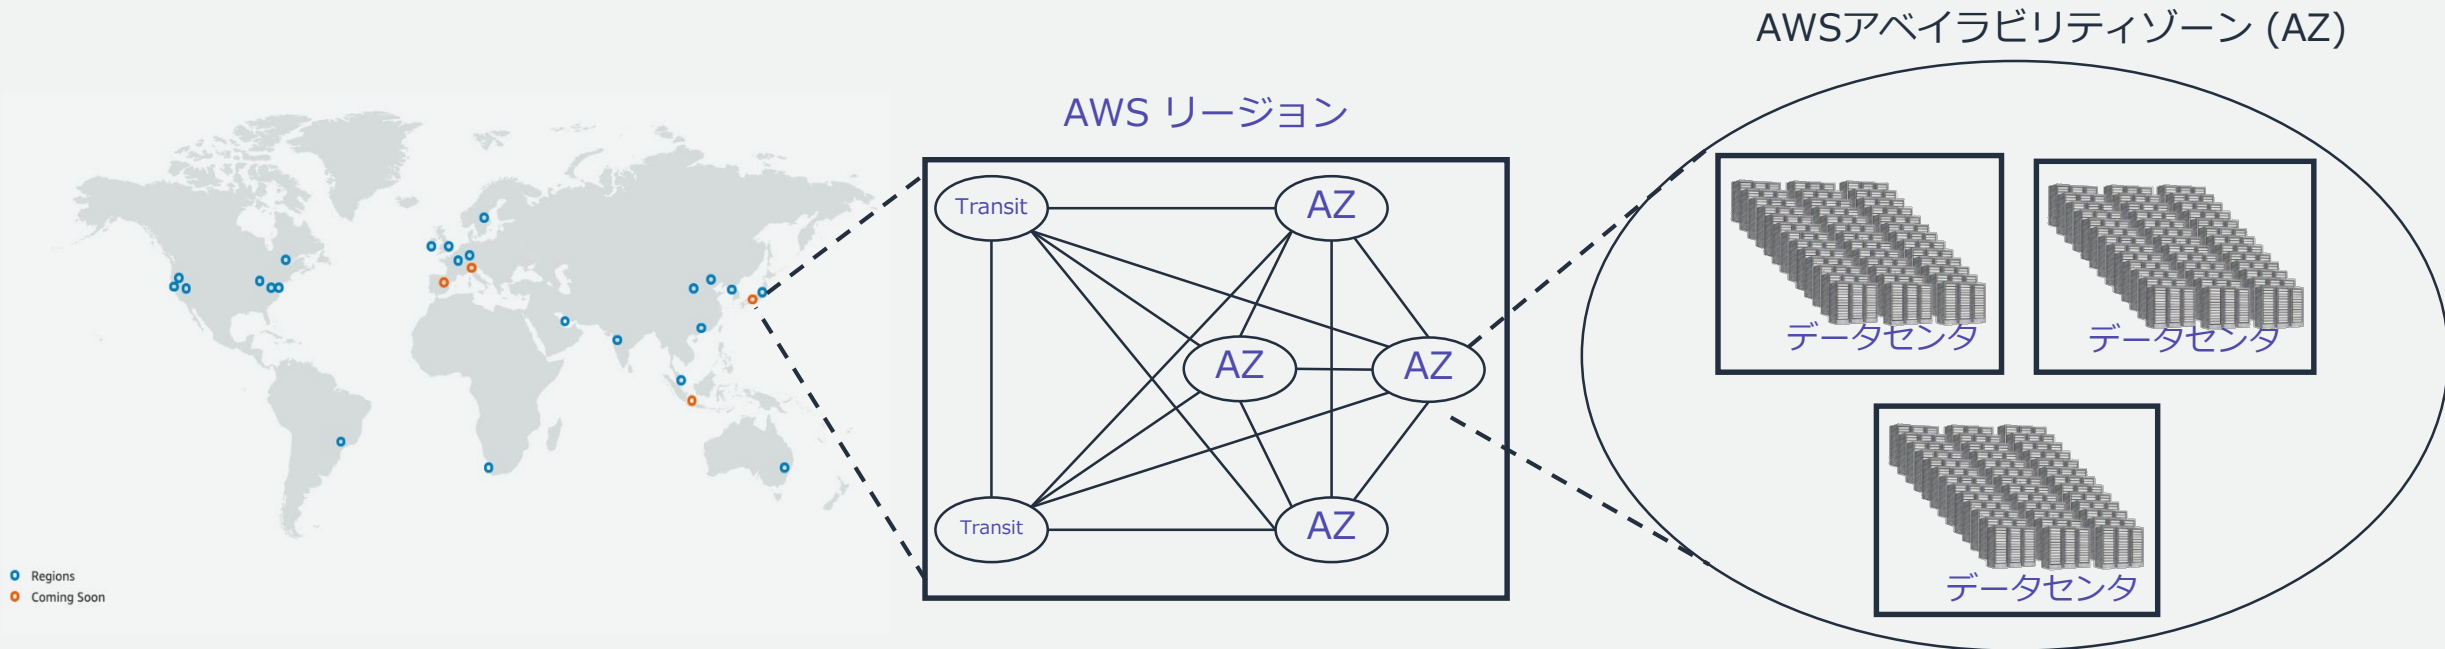 AWSアベイラビリティゾーン (AZ)
AWS リージョン
Transit
AZ
AZ
AZ
Transit
AZ
データセンタ
データセンタ
データセンタ
Regions
Coming Soon